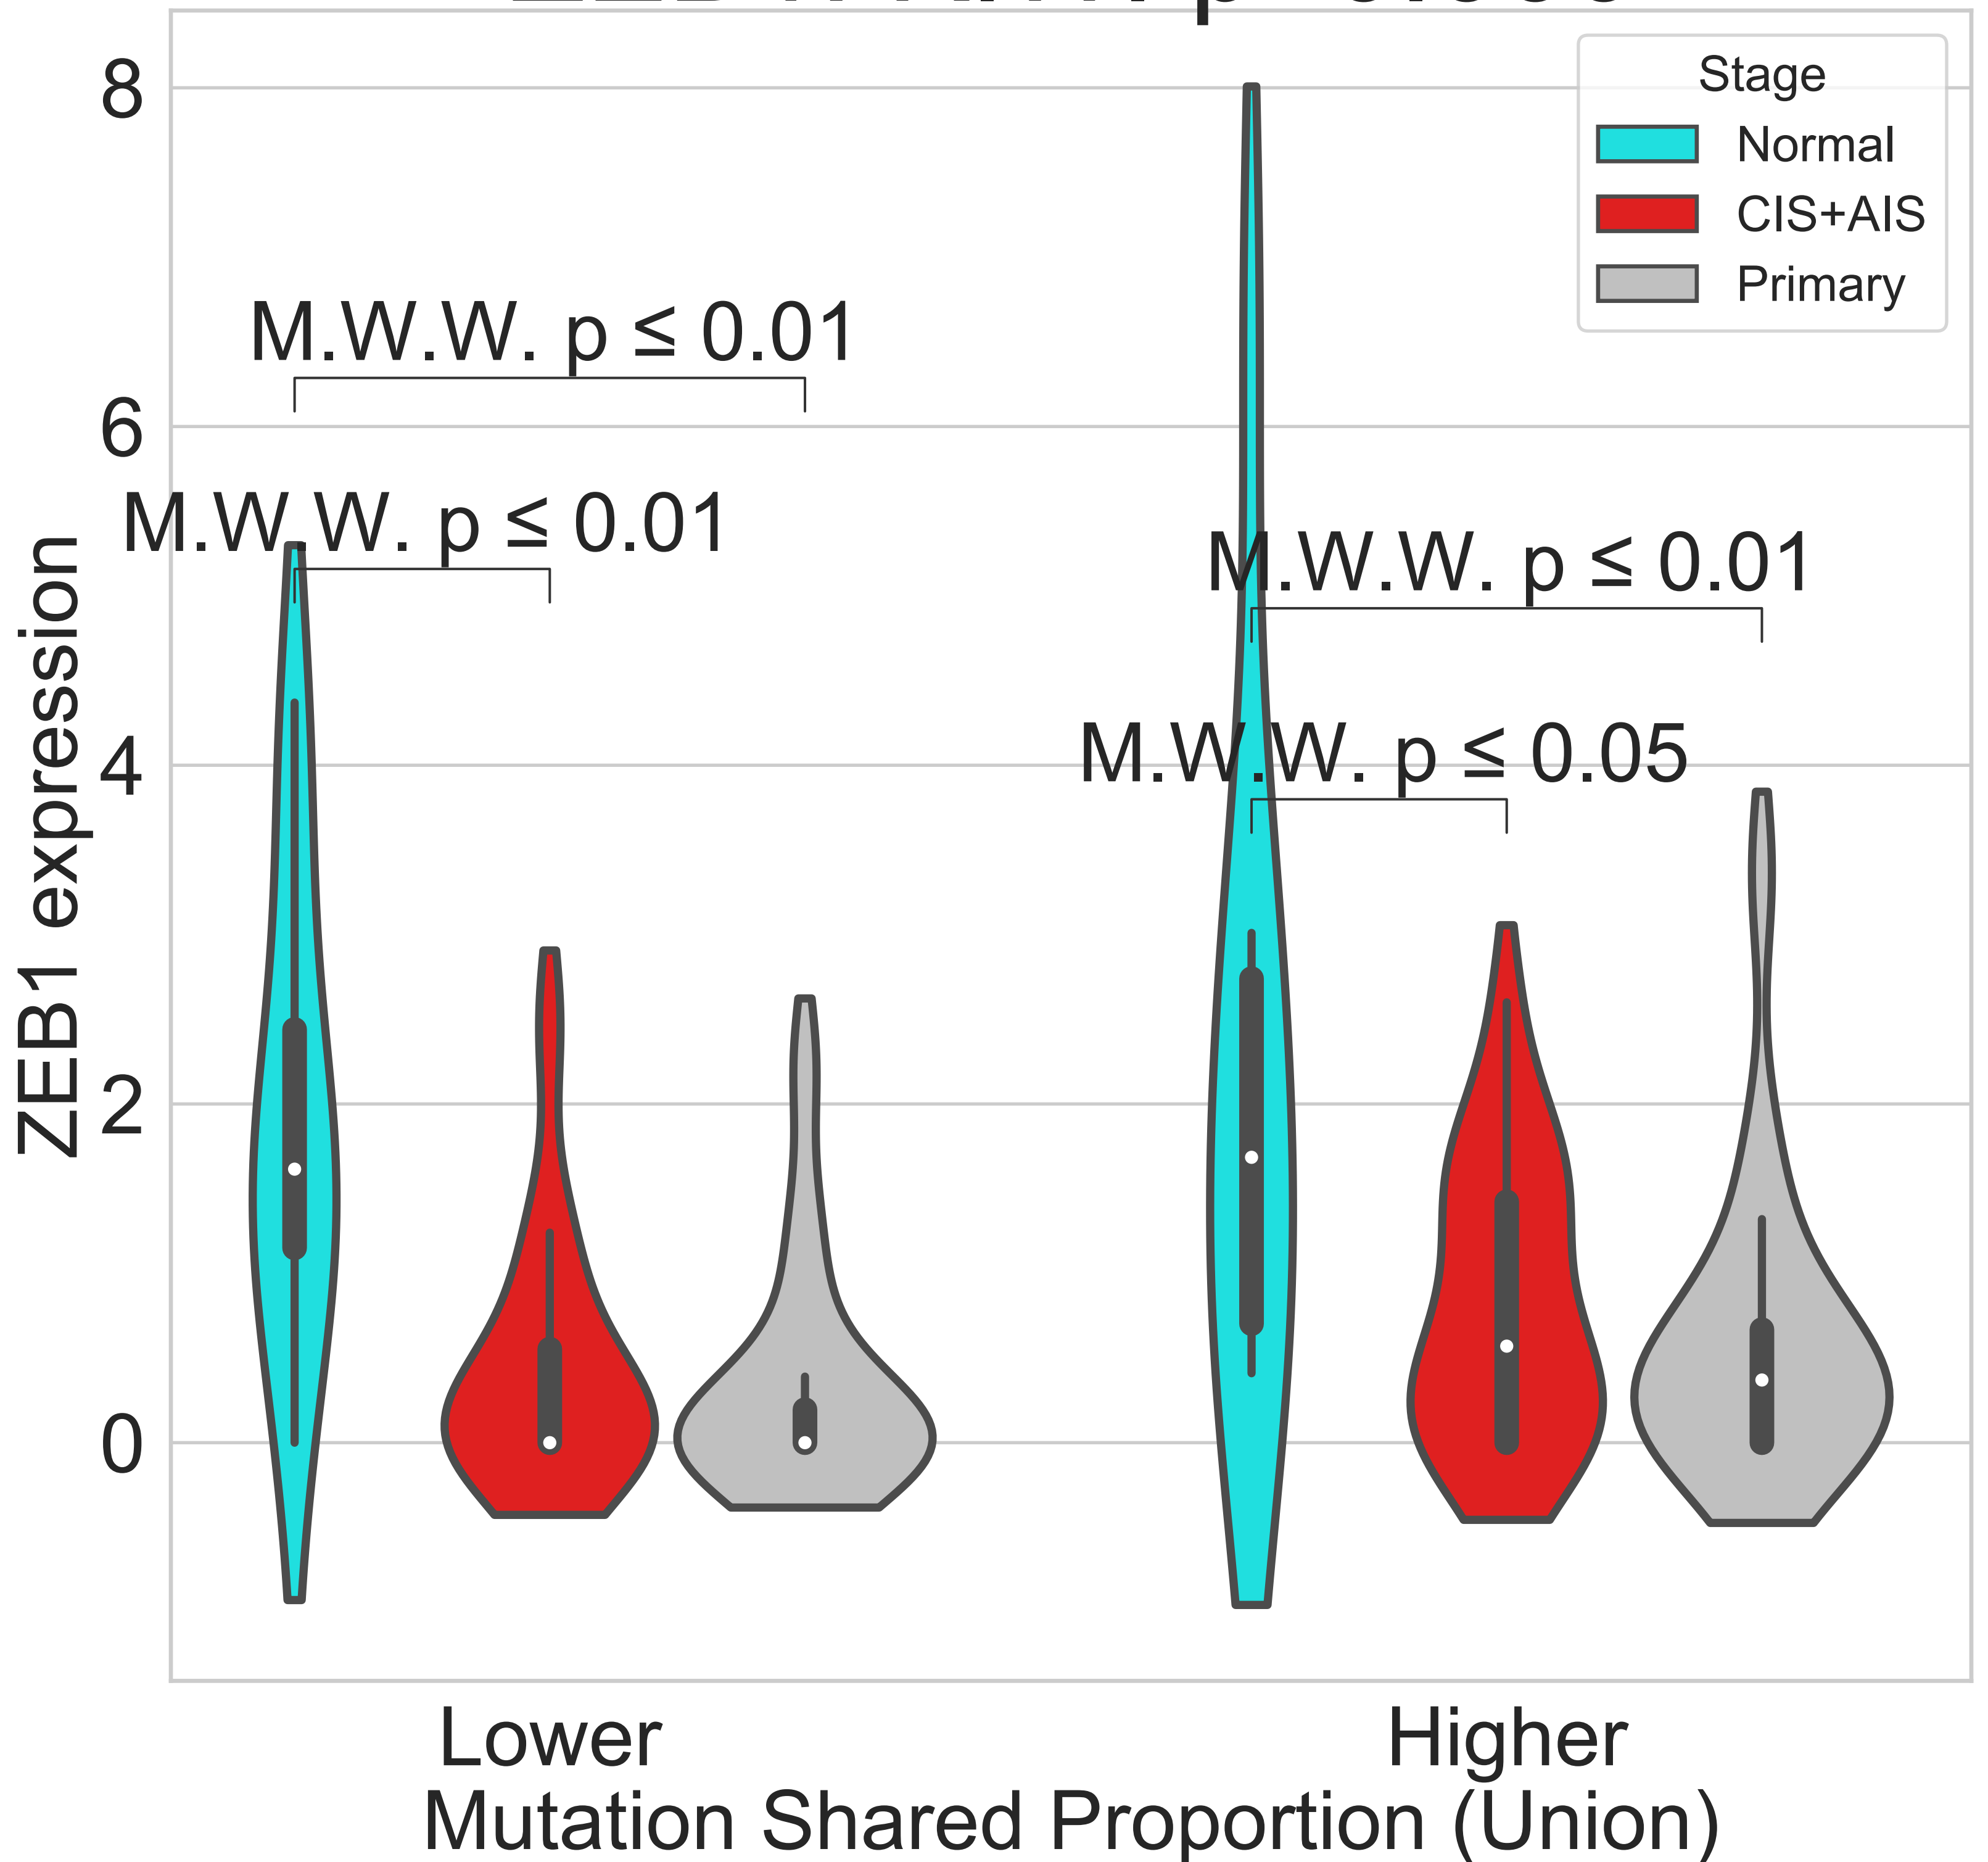 Stage
Normal
CIS+AIS
Primary
8
6
4
2
0
ZEB1 expression
M.W.W. p ≤ 0.01
M.W.W. p ≤ 0.01
M.W.W. p ≤ 0.01
M.W.W. p ≤ 0.05
Lower
Higher
Mutation Shared Proportion (Union)